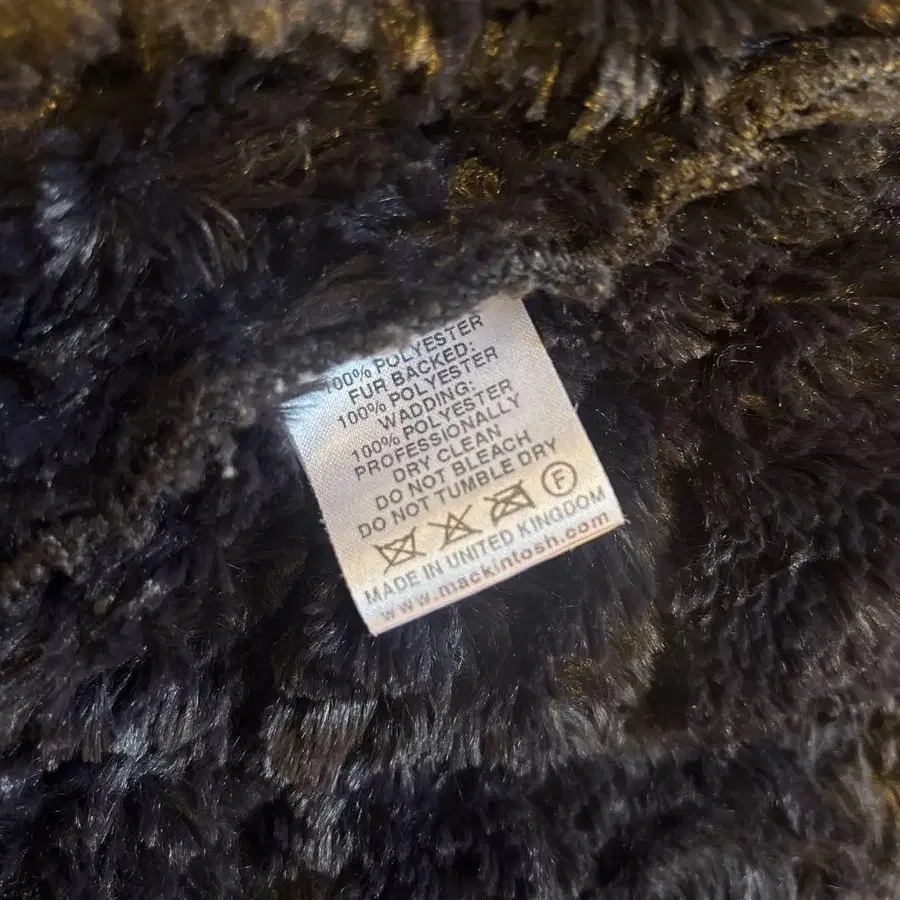 100% POLYESTER
FUR BACKED:
100% POLYESTER
WADDING:
100% POLYESTER
PROFESSIONALLY
DRY CLEAN
DO NOT BLEACH
DO NOT TUMBLE DRY
F
MADE IN UNITED KINGDOM
www.mackintosh.com